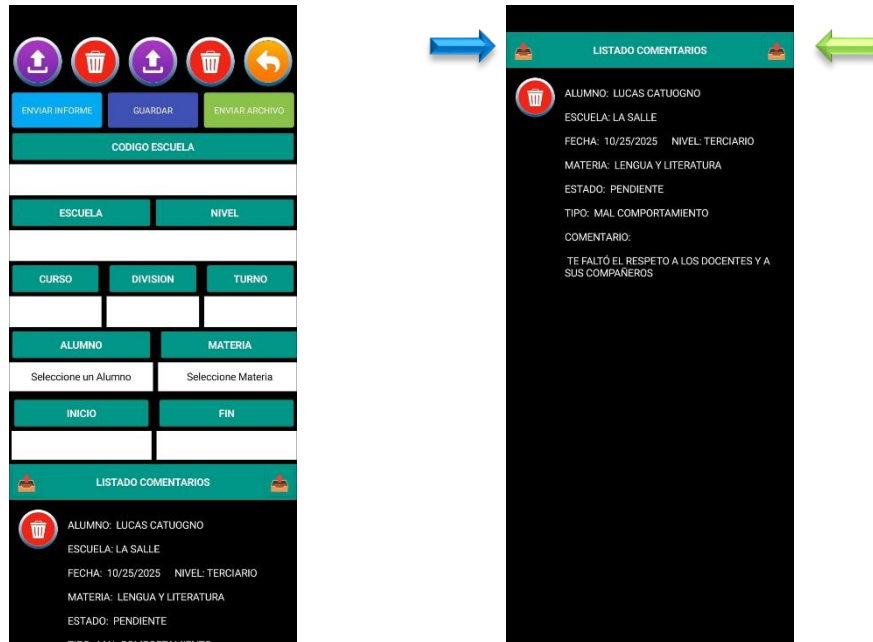 ENVIAR INFORME GUARDAR ENVIAR ARCHIVO
CODIGO ESCUELA
ESCUELA NIVEL
CURSO DIVISION TURNO
ALUMNO MATERIA
Seleccione un Alumno Seleccione Materia
INICIO FIN
LISTADO COMENTARIOS
ALUMNO: LUCAS CATUOGNO
ESCUELA: LA SALLE
FECHA: 10/25/2025 NIVEL: TERCIARIO
MATERIA: LENGUA Y LITERATURA
ESTADO: PENDIENTE
TIPO: MAL COMPORTAMIENTO
LISTADO COMENTARIOS
ALUMNO: LUCAS CATUOGNO
ESCUELA: LA SALLE
FECHA: 10/25/2025 NIVEL: TERCIARIO
MATERIA: LENGUA Y LITERATURA
ESTADO: PENDIENTE
TIPO: MAL COMPORTAMIENTO
COMENTARIO:
TE FALTÓ EL RESPETO A LOS DOCENTES Y A
SUS COMPAÑEROS